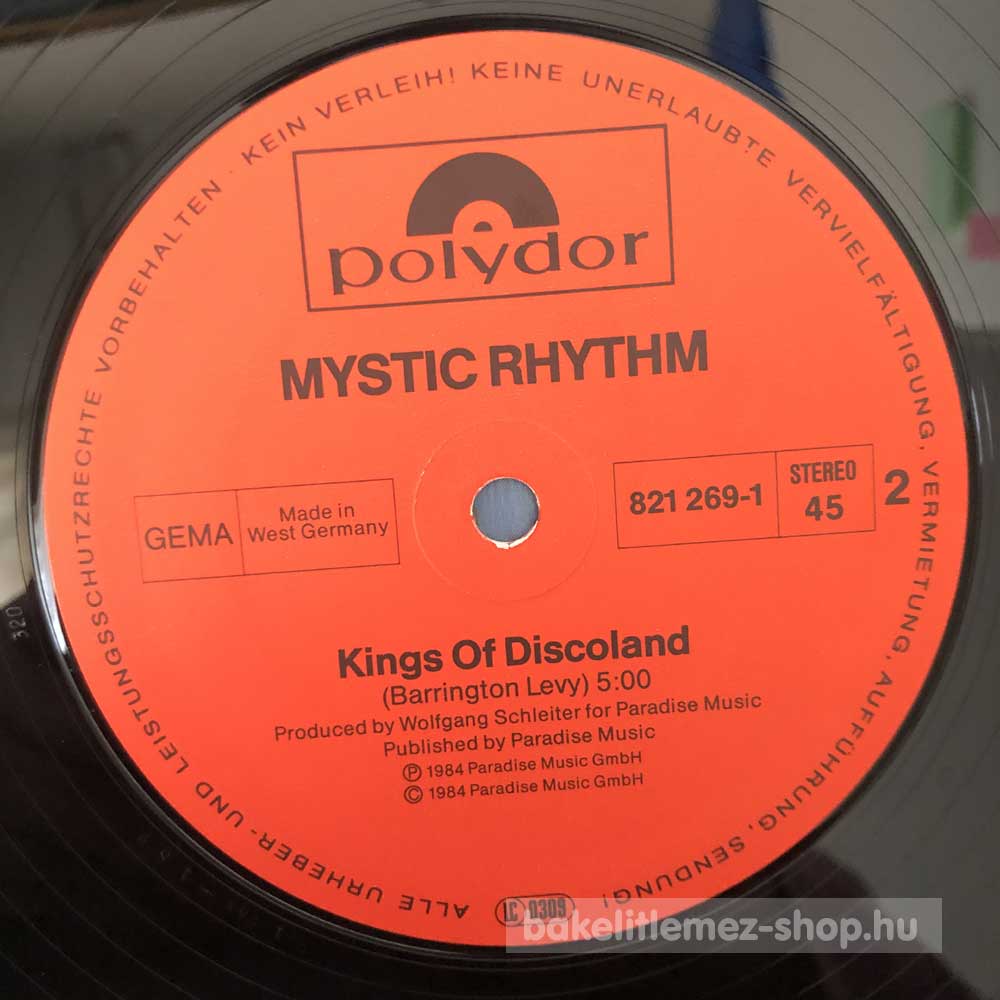 ALLE URHEBER- UND LEISTUNGSSCHUTZRECHTE VORBEHALTEN · KEIN VERLEIH! KEINE UNERLAUBTE VERVIELFÄLTIGUNG, VERMIETUNG, AUFFÜHRUNG, SENDUNG!
polydor
MYSTIC RHYTHM
GEMA
Made in
West Germany
821 269-1
STEREO
45
2
Kings Of Discoland
(Barrington Levy) 5:00
Produced by Wolfgang Schleiter for Paradise Music
Published by Paradise Music
Ⓟ 1984 Paradise Music GmbH
© 1984 Paradise Music GmbH
LC 0309
320
bakelitlemez-shop.hu